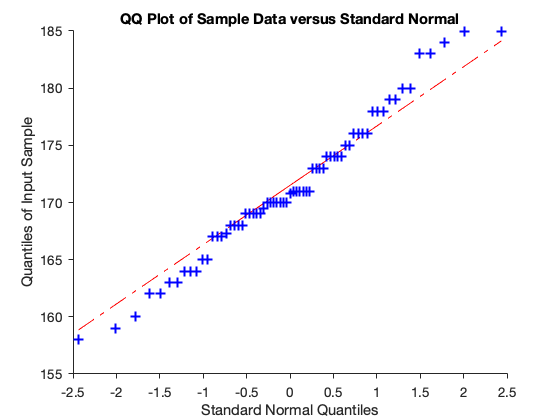 QQ Plot of Sample Data versus Standard Normal
185
180
175
170
165
160
155
Quantiles of Input Sample
-2.5 -2 -1.5 -1 -0.5 0 0.5 1 1.5 2 2.5
Standard Normal Quantiles